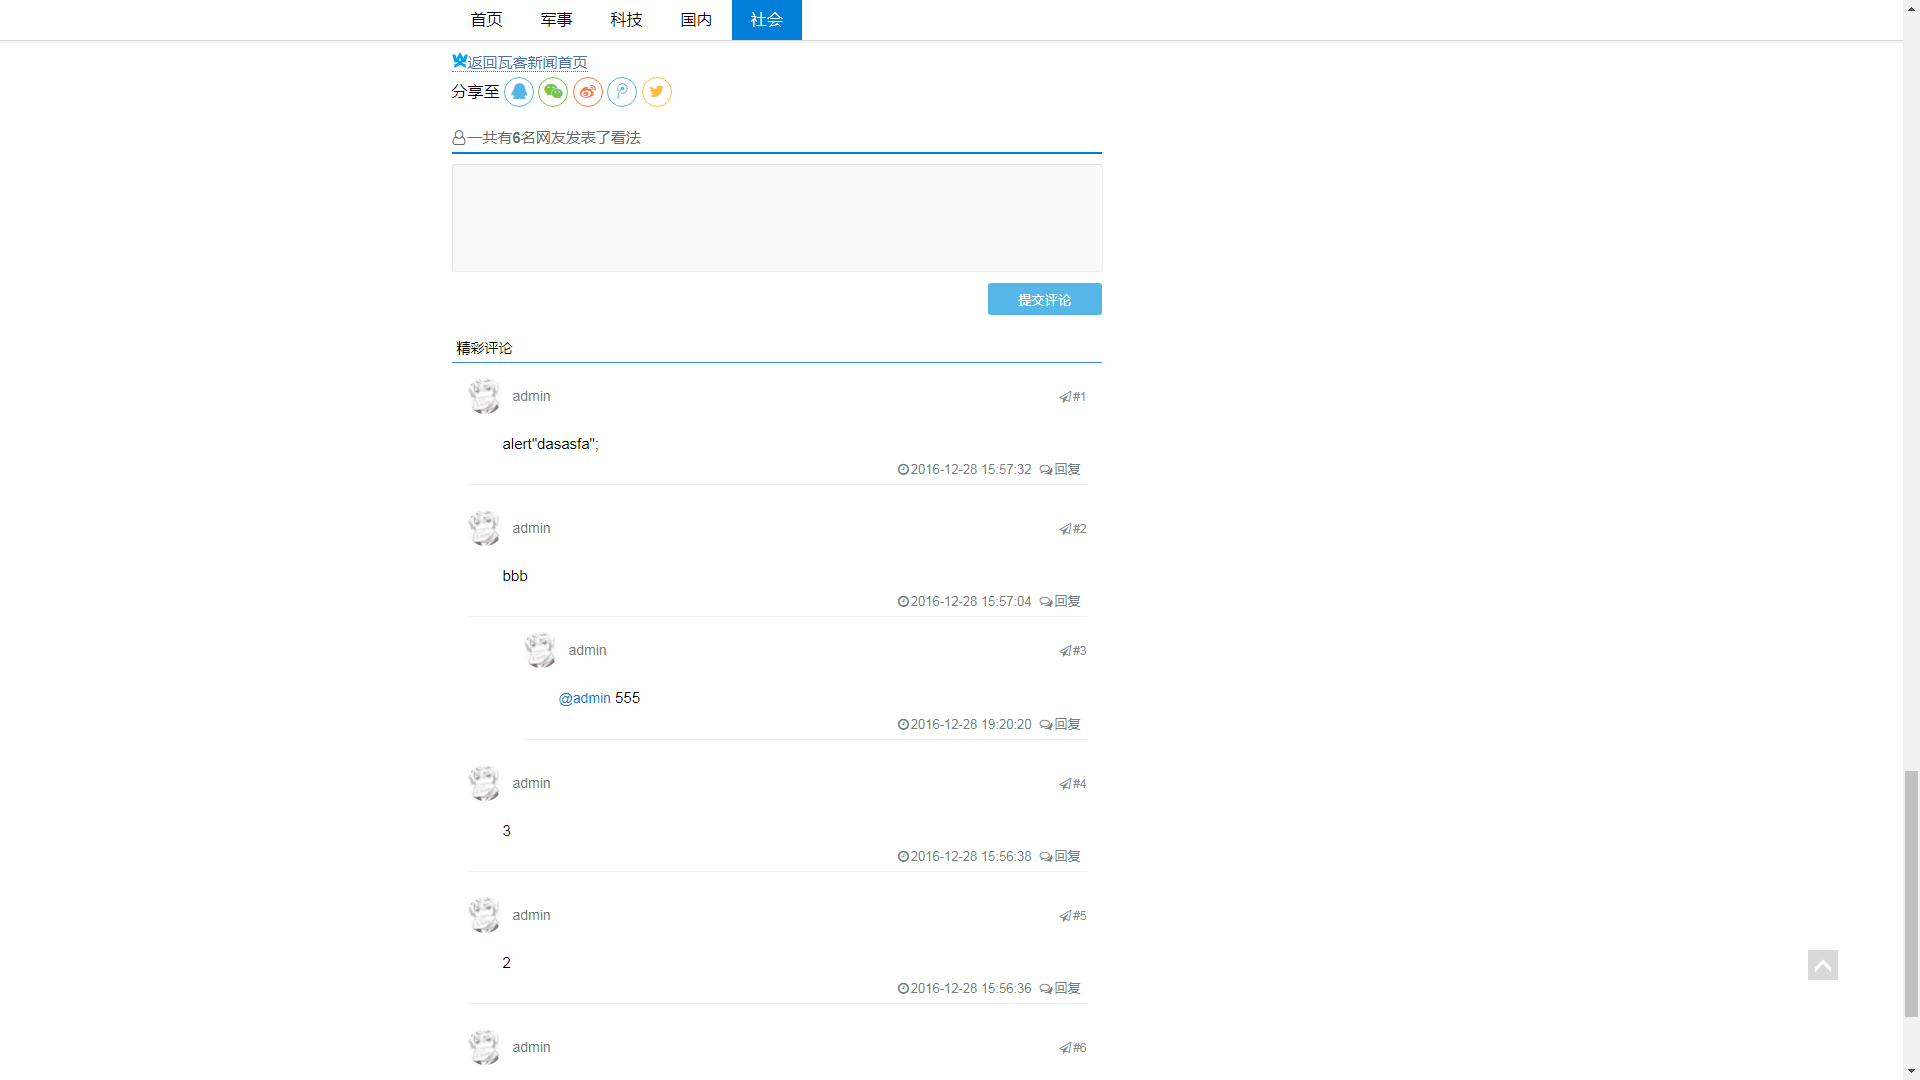 首页 军事 科技 国内 社会
返回瓦客新闻首页
分享至
一共有6名网友发表了看法
提交评论
精彩评论
admin #1
alert"dasasfa";
2016-12-28 15:57:32 回复
admin #2
bbb
2016-12-28 15:57:04 回复
admin #3
@admin 555
2016-12-28 19:20:20 回复
admin #4
3
2016-12-28 15:56:38 回复
admin #5
2
2016-12-28 15:56:36 回复
admin #6